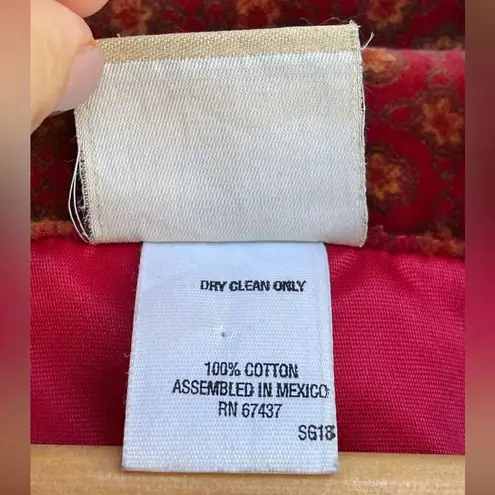 DRY CLEAN ONLY
100% COTTON
ASSEMBLED IN MEXICO
RN 67437
SG18